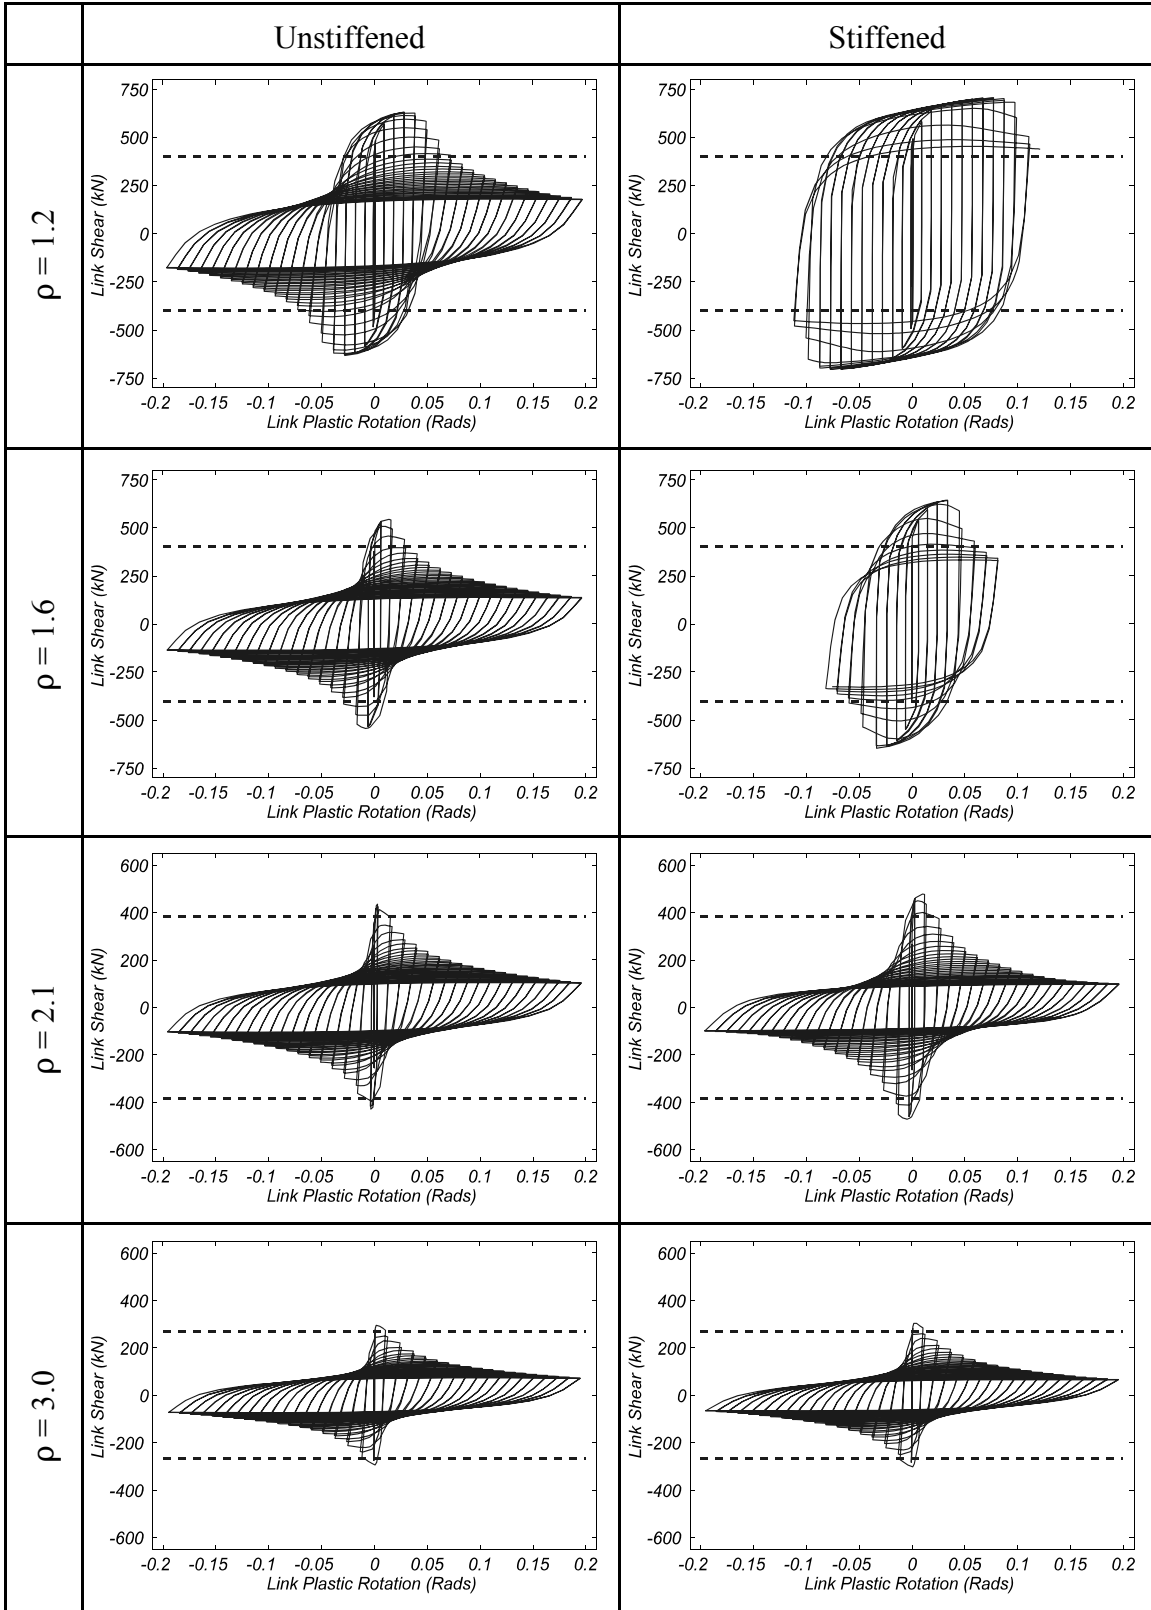 Unstiffened
Stiffened
ρ = 1.2
750
500
250
0
-250
-500
-750
Link Shear (kN)
-0.2 -0.15 -0.1 -0.05 0 0.05 0.1 0.15 0.2
Link Plastic Rotation (Rads)
750
500
250
0
-250
-500
-750
Link Shear (kN)
-0.2 -0.15 -0.1 -0.05 0 0.05 0.1 0.15 0.2
Link Plastic Rotation (Rads)
ρ = 1.6
750
500
250
0
-250
-500
-750
Link Shear (kN)
-0.2 -0.15 -0.1 -0.05 0 0.05 0.1 0.15 0.2
Link Plastic Rotation (Rads)
750
500
250
0
-250
-500
-750
Link Shear (kN)
-0.2 -0.15 -0.1 -0.05 0 0.05 0.1 0.15 0.2
Link Plastic Rotation (Rads)
ρ = 2.1
600
400
200
0
-200
-400
-600
Link Shear (kN)
-0.2 -0.15 -0.1 -0.05 0 0.05 0.1 0.15 0.2
Link Plastic Rotation (Rads)
600
400
200
0
-200
-400
-600
Link Shear (kN)
-0.2 -0.15 -0.1 -0.05 0 0.05 0.1 0.15 0.2
Link Plastic Rotation (Rads)
ρ = 3.0
600
400
200
0
-200
-400
-600
Link Shear (kN)
-0.2 -0.15 -0.1 -0.05 0 0.05 0.1 0.15 0.2
Link Plastic Rotation (Rads)
600
400
200
0
-200
-400
-600
Link Shear (kN)
-0.2 -0.15 -0.1 -0.05 0 0.05 0.1 0.15 0.2
Link Plastic Rotation (Rads)